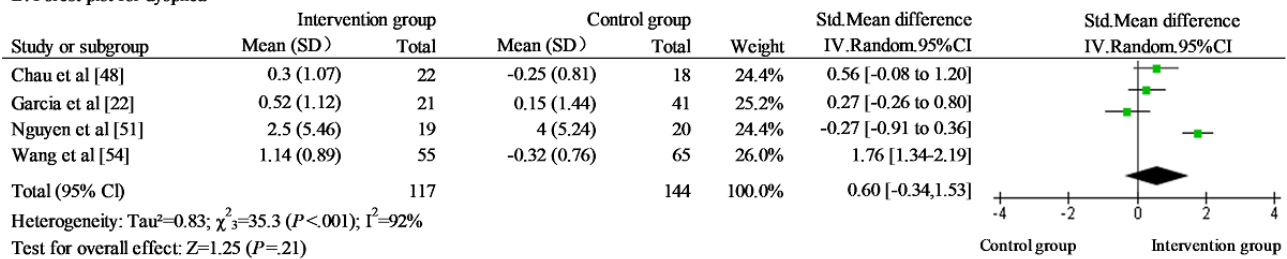 Intervention group Control group Std.Mean difference Std.Mean difference
Study or subgroup Mean (SD) Total Mean (SD) Total Weight IV.Random.95%CI IV.Random.95%CI
Chau et al [48] 0.3 (1.07) 22 -0.25 (0.81) 18 24.4% 0.56 [-0.08 to 1.20]
Garcia et al [22] 0.52 (1.12) 21 0.15 (1.44) 41 25.2% 0.27 [-0.26 to 0.80]
Nguyen et al [51] 2.5 (5.46) 19 4 (5.24) 20 24.4% -0.27 [-0.91 to 0.36]
Wang et al [54] 1.14 (0.89) 55 -0.32 (0.76) 65 26.0% 1.76 [1.34-2.19]
Total (95% CI) 117 144 100.0% 0.60 [-0.34,1.53]
Heterogeneity: Tau²=0.83; χ²₃=35.3 (P<.001); I²=92%
Test for overall effect: Z=1.25 (P=.21)
-4 -2 0 2 4
Control group Intervention group